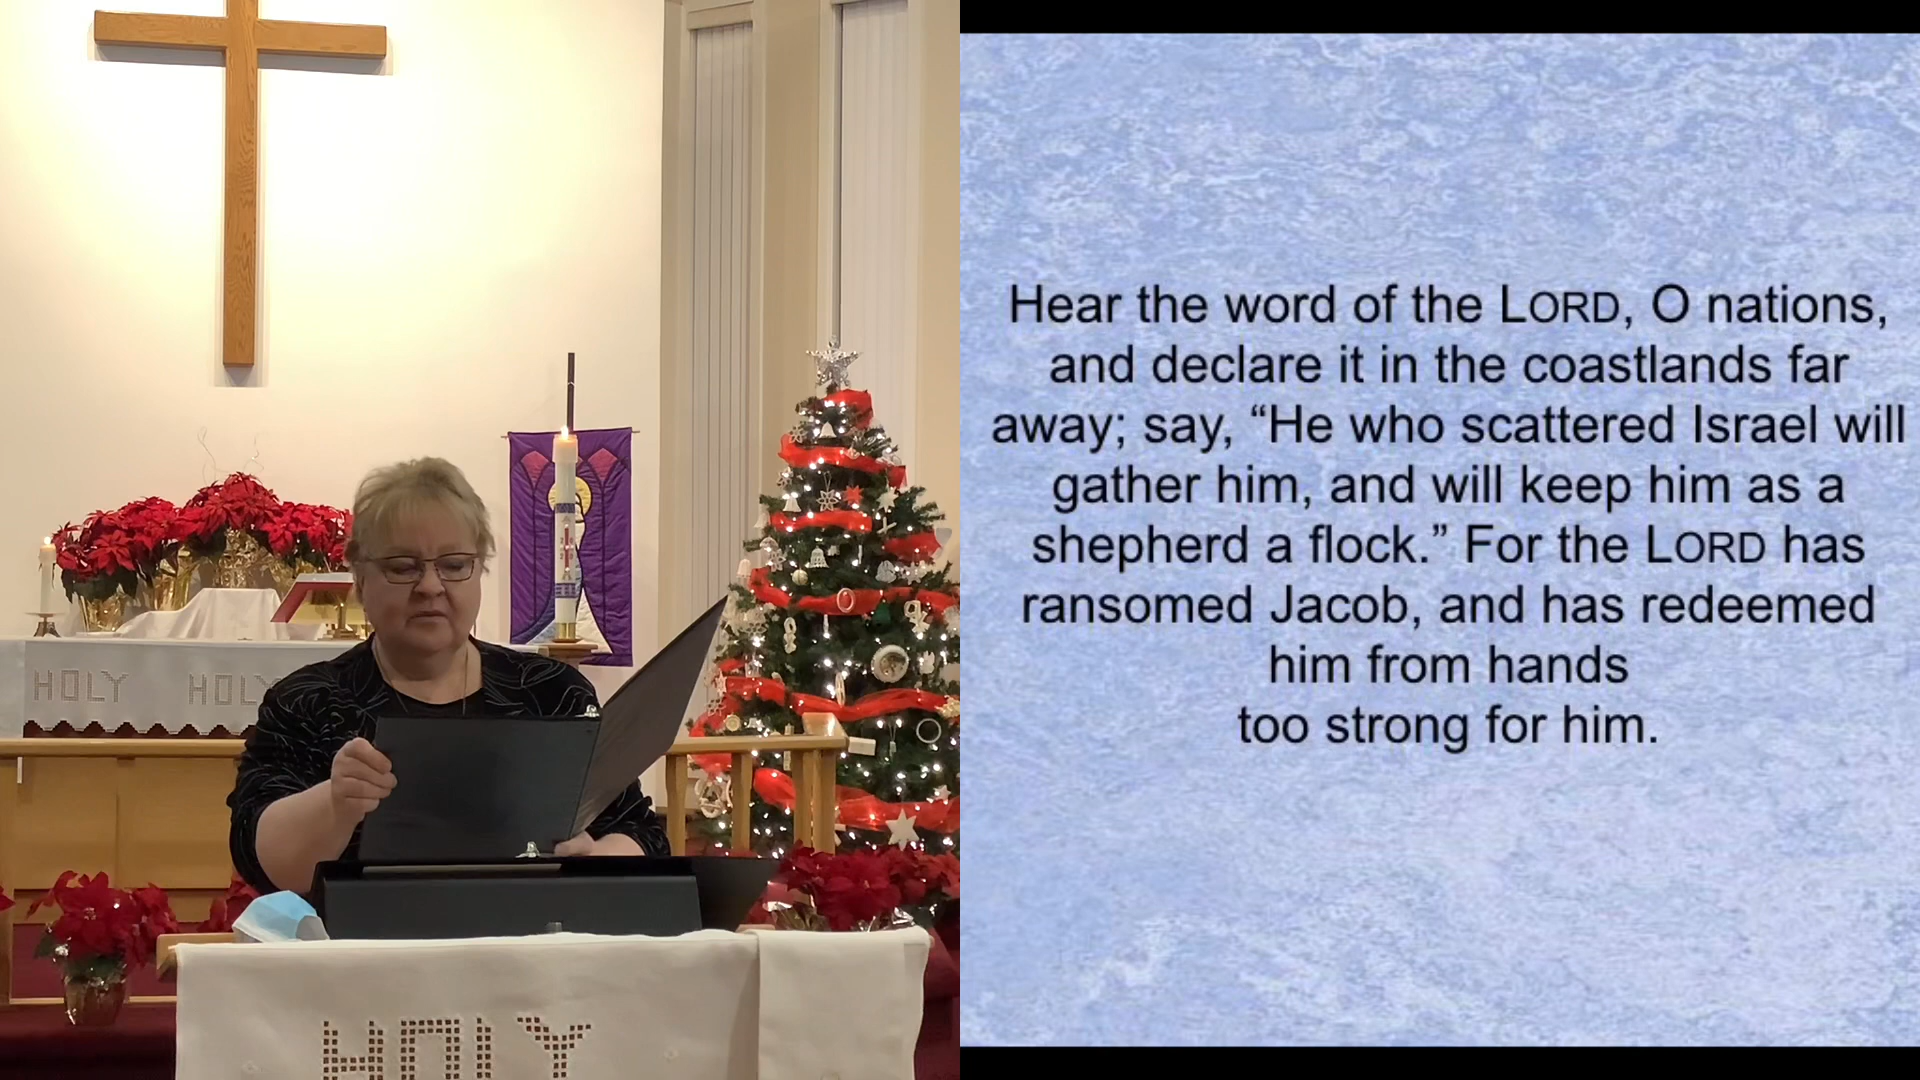 HOLY HOLY
HOLY
Hear the word of the LORD, O nations,
and declare it in the coastlands far
away; say, “He who scattered Israel will
gather him, and will keep him as a
shepherd a flock.” For the LORD has
ransomed Jacob, and has redeemed
him from hands
too strong for him.